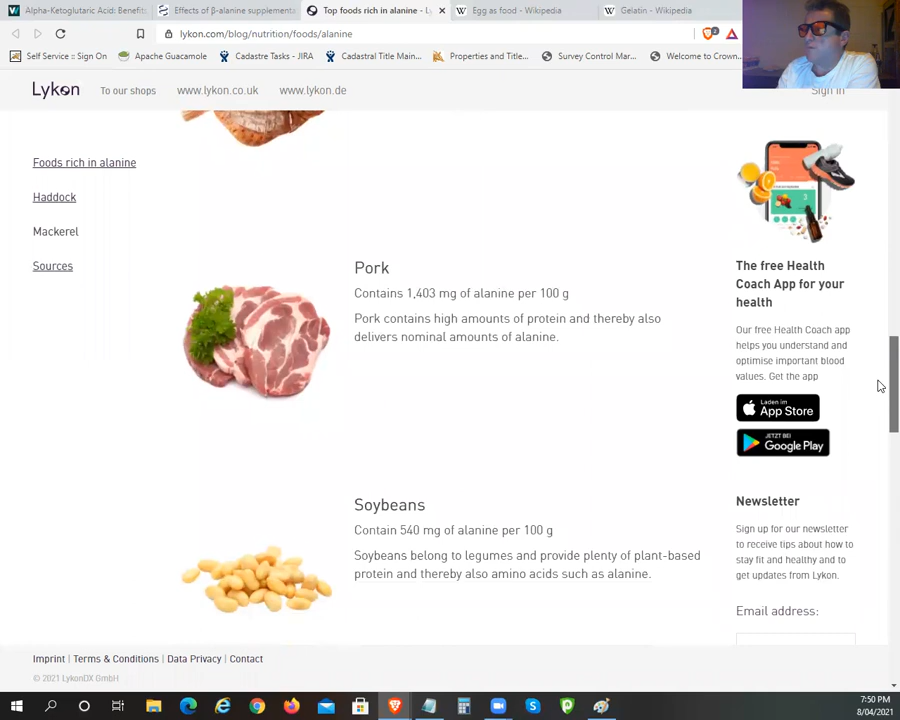 Alpha-Ketoglutaric Acid: Benefit:
Effects of β-alanine supplementa
Top foods rich in alanine - Ly
Egg as food - Wikipedia
Gelatin - Wikipedia
lykon.com/blog/nutrition/foods/alanine
2
Self Service :: Sign On
Apache Guacamole
Cadastre Tasks - JIRA
Cadastral Title Main...
Properties and Title...
Survey Control Mar...
Welcome to Crown...
Lykon
To our shops
www.lykon.co.uk
www.lykon.de
Sign in
Foods rich in alanine
Haddock
Mackerel
Sources
Pork
Contains 1,403 mg of alanine per 100 g
Pork contains high amounts of protein and thereby also
delivers nominal amounts of alanine.
Soybeans
Contain 540 mg of alanine per 100 g
Soybeans belong to legumes and provide plenty of plant-based
protein and thereby also amino acids such as alanine.
The free Health
Coach App for your
health
Our free Health Coach app
helps you understand and
optimise important blood
values. Get the app
Laden im
App Store
JETZT BEI
Google Play
Newsletter
Sign up for our newsletter
to receive tips about how to
stay fit and healthy and to
get updates from Lykon.
Email address:
Imprint | Terms & Conditions | Data Privacy | Contact
© 2021 LykonDX GmbH
7:50 PM
8/04/2021